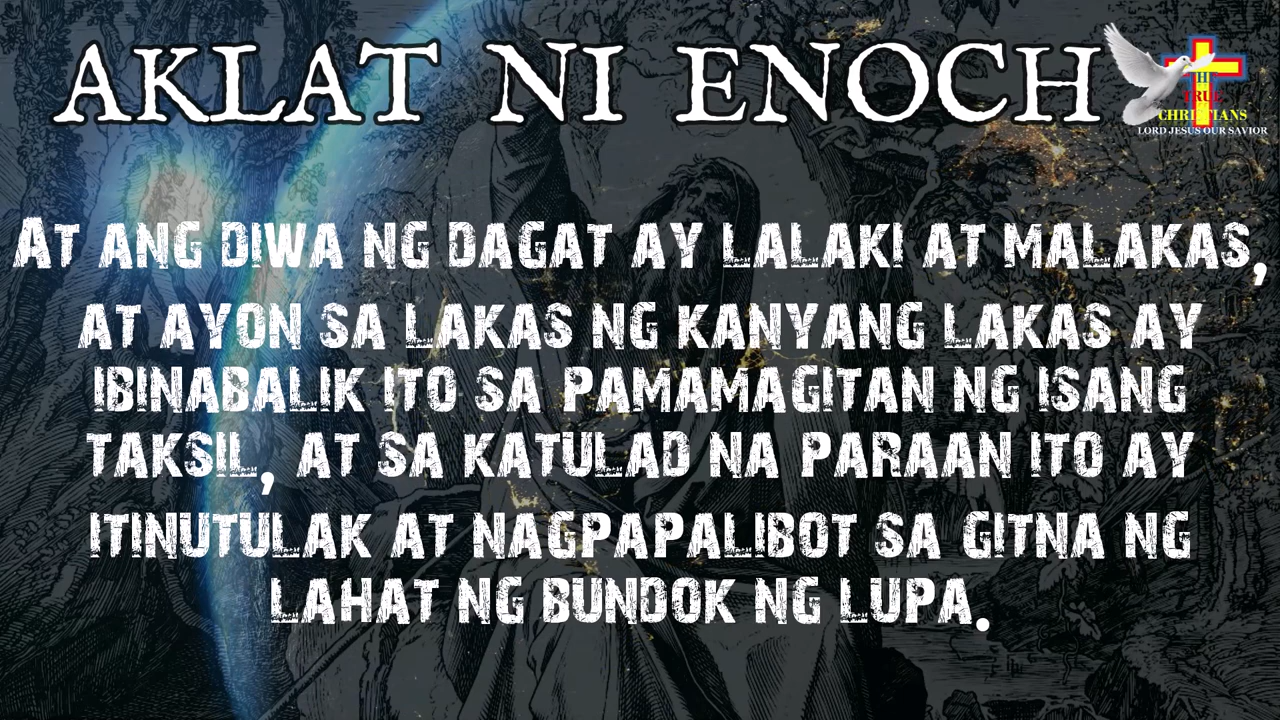 AKLAT NI ENOCH
TRUE
CHRISTIANS
LORD JESUS OUR SAVIOR
At ang diwa ng dagat ay lalaki at malakas,
at ayon sa lakas ng kanyang lakas ay
ibinabalik ito sa pamamagitan ng isang
taksil, at sa katulad na paraan ito ay
itinutulak at nagpapalibot sa gitna ng
lahat ng bundok ng lupa.